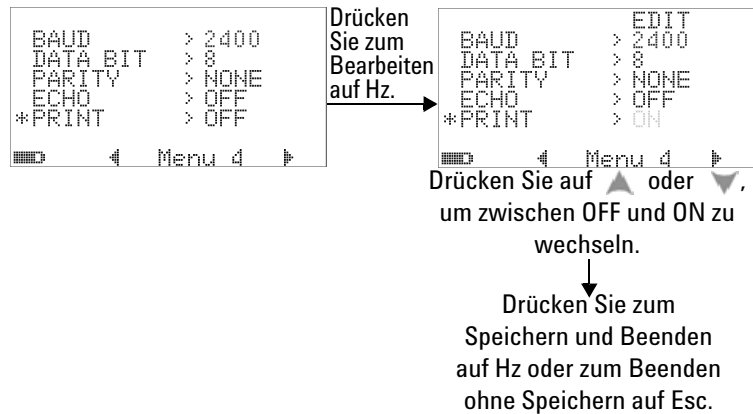 BAUD > 2400
DATA BIT > 8
PARITY > NONE
ECHO > OFF
*PRINT > OFF
Menu 4
Drücken
Sie zum
Bearbeiten
auf Hz.
EDIT
BAUD > 2400
DATA BIT > 8
PARITY > NONE
ECHO > OFF
*PRINT > ON
Menu 4
Drücken Sie auf ▲ oder ▼,
um zwischen OFF und ON zu
wechseln.
Drücken Sie zum
Speichern und Beenden
auf Hz oder zum Beenden
ohne Speichern auf Esc.